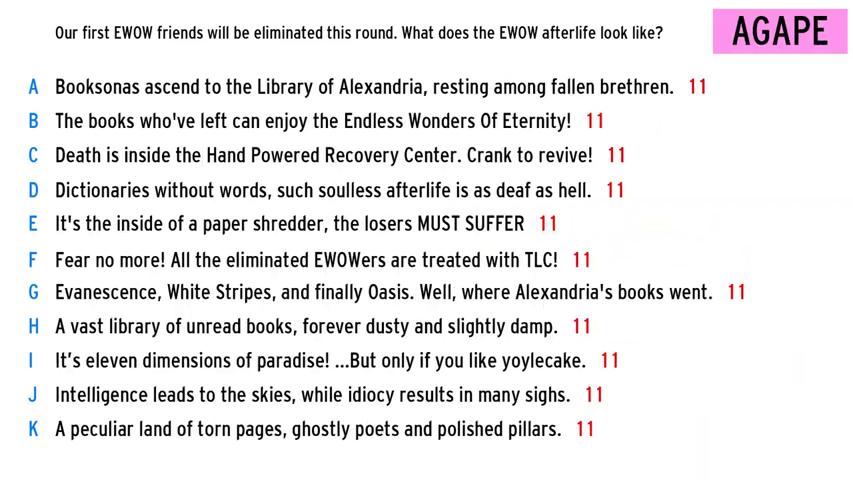 Our first EWOW friends will be eliminated this round. What does the EWOW afterlife look like?
AGAPE
A Booksonas ascend to the Library of Alexandria, resting among fallen brethren. 11
B The books who've left can enjoy the Endless Wonders Of Eternity! 11
C Death is inside the Hand Powered Recovery Center. Crank to revive! 11
D Dictionaries without words, such soulless afterlife is as deaf as hell. 11
E It's the inside of a paper shredder, the losers MUST SUFFER 11
F Fear no more! All the eliminated EWOWers are treated with TLC! 11
G Evanescence, White Stripes, and finally Oasis. Well, where Alexandria's books went. 11
H A vast library of unread books, forever dusty and slightly damp. 11
I It’s eleven dimensions of paradise! ...But only if you like yoylecake. 11
J Intelligence leads to the skies, while idiocy results in many sighs. 11
K A peculiar land of torn pages, ghostly poets and polished pillars. 11